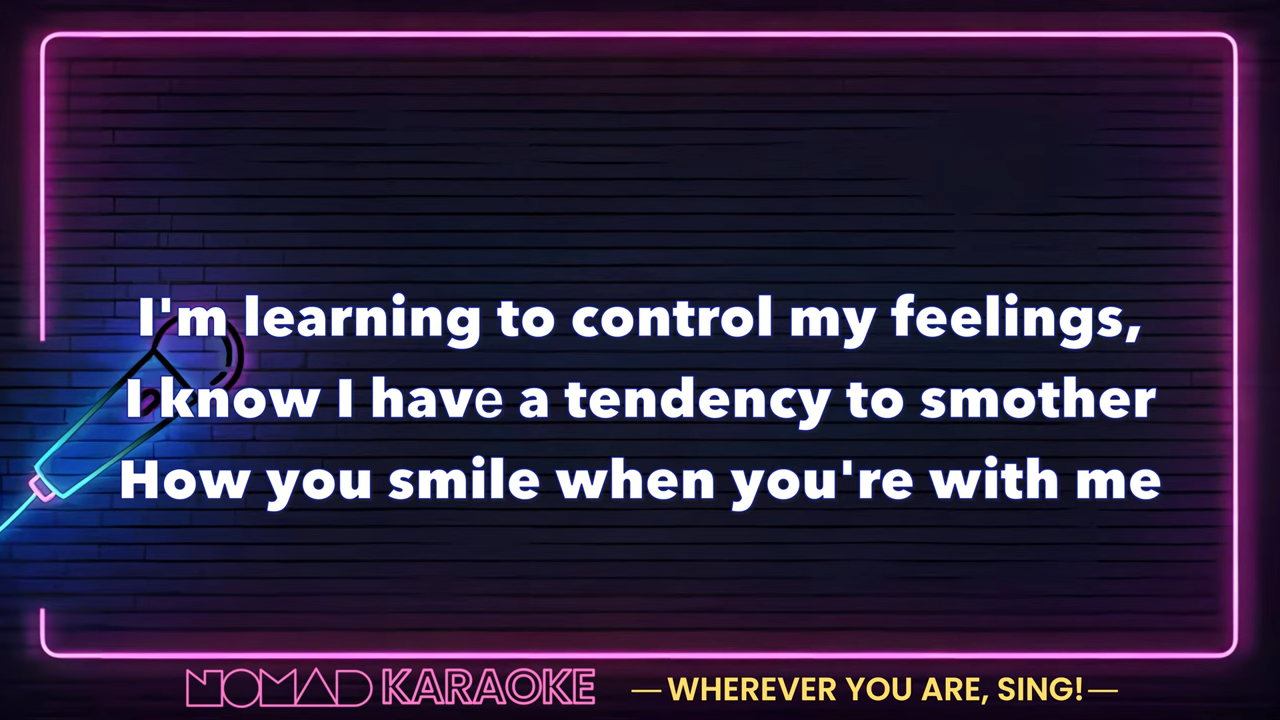 I'm learning to control my feelings,
I know I have a tendency to smother
How you smile when you're with me
NOMAD KARAOKE — WHEREVER YOU ARE, SING! —